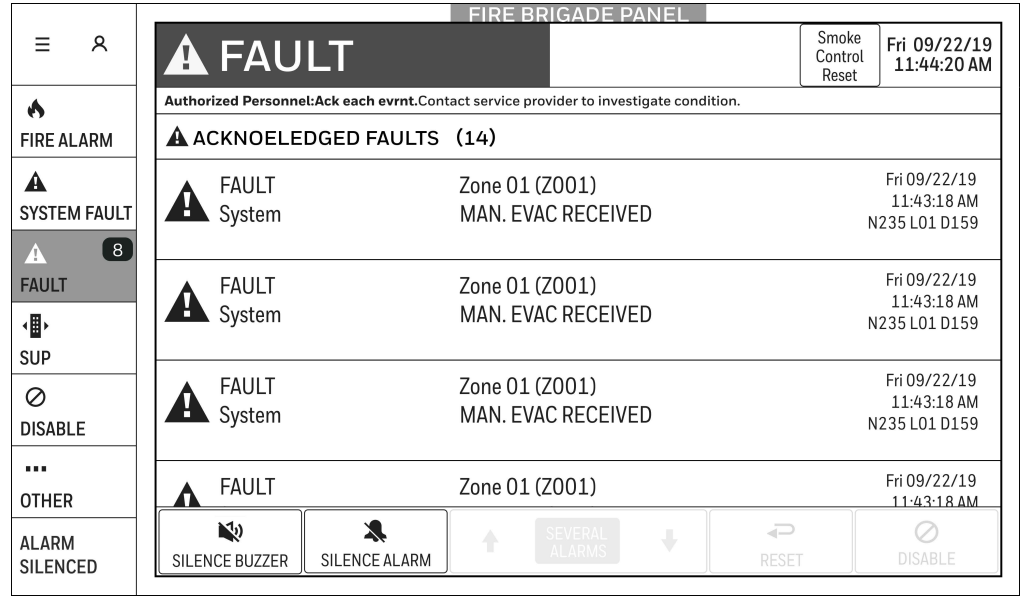 FIRE BRIGADE PANEL
FAULT
Smoke
Control
Reset
Fri 09/22/19
11:44:20 AM
Authorized Personnel:Ack each evrnt.Contact service provider to investigate condition.
ACKNOELEDGED FAULTS (14)
FIRE ALARM
SYSTEM FAULT
8
FAULT
SUP
DISABLE
OTHER
ALARM
SILENCED
FAULT Zone 01 (Z001) Fri 09/22/19
System MAN. EVAC RECEIVED 11:43:18 AM
N235 L01 D159
FAULT Zone 01 (Z001) Fri 09/22/19
System MAN. EVAC RECEIVED 11:43:18 AM
N235 L01 D159
FAULT Zone 01 (Z001) Fri 09/22/19
System MAN. EVAC RECEIVED 11:43:18 AM
N235 L01 D159
FAULT Zone 01 (Z001) Fri 09/22/19
11:43:18 AM
SILENCE BUZZER
SILENCE ALARM
SEVERAL
ALARMS
RESET
DISABLE